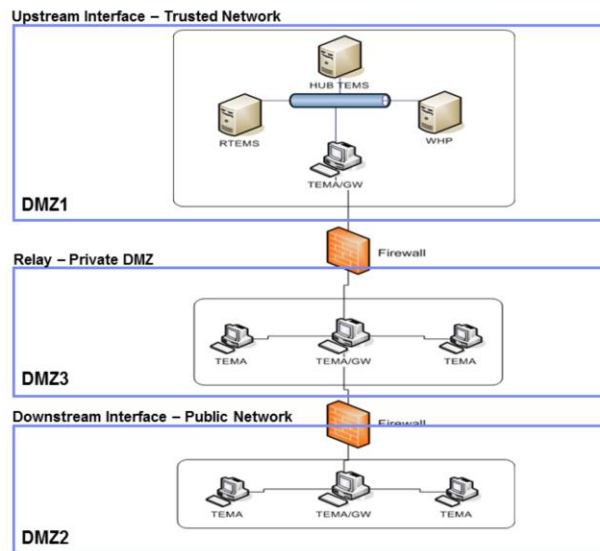 Upstream Interface – Trusted Network
HUB TEMS
RTEMS
WHP
TEMA/GW
DMZ1
Firewall
Relay – Private DMZ
TEMA
TEMA/GW
TEMA
DMZ3
Downstream Interface – Public Network
Firewall
TEMA
TEMA/GW
TEMA
DMZ2